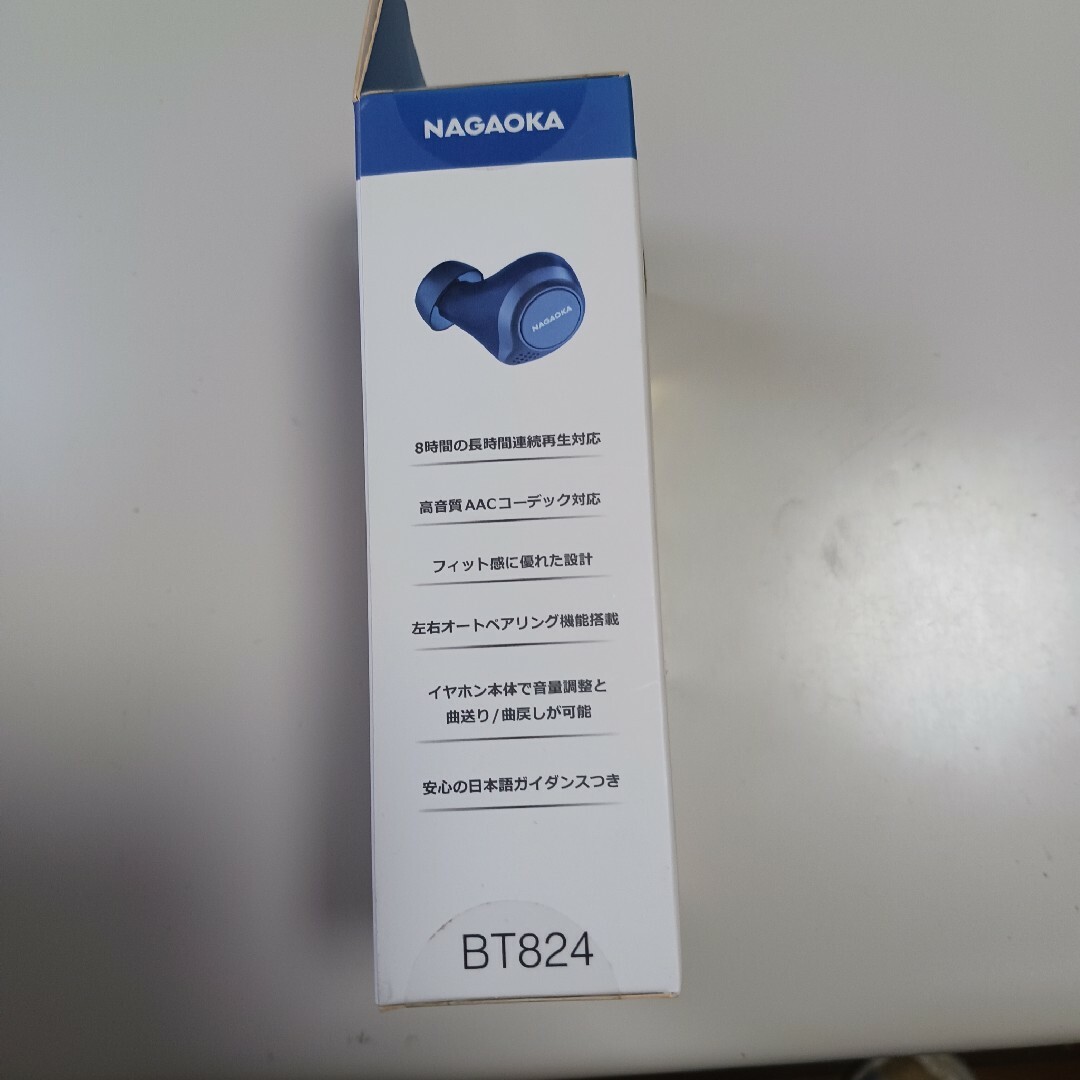 NAGAOKA
NAGAOKA
8時間の長時間連続再生対応
高音質AACコーデック対応
フィット感に優れた設計
左右オートペアリング機能搭載
イヤホン本体で音量調整と
曲送り/曲戻しが可能
安心の日本語ガイダンスつき
BT824